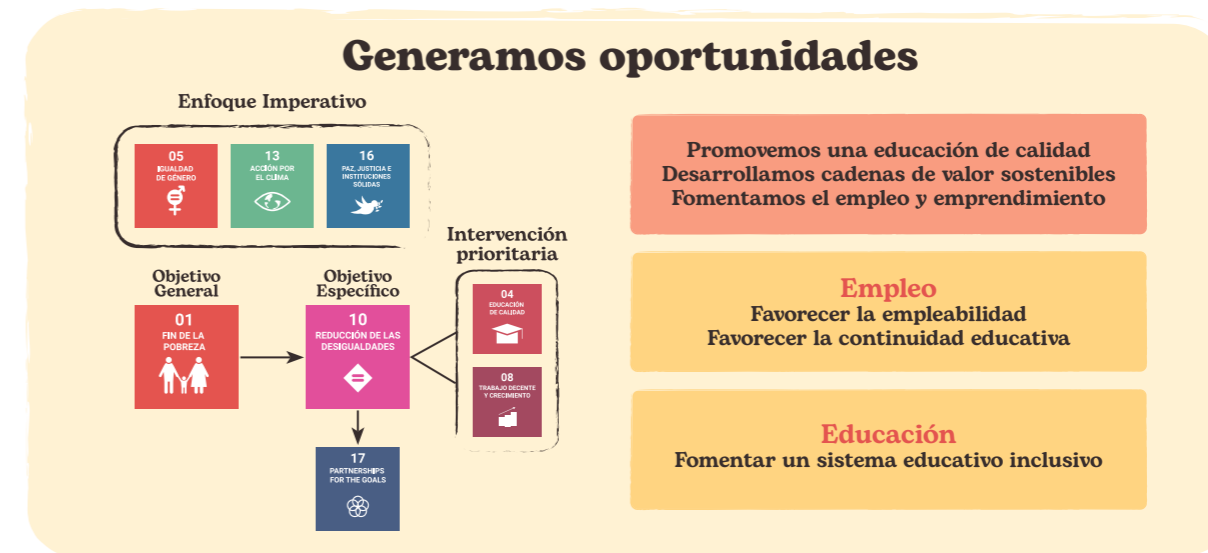 Generamos oportunidades
Enfoque Imperativo
05
IGUALDAD
DE GÉNERO
13
ACCIÓN POR
EL CLIMA
16
PAZ, JUSTICIA E
INSTITUCIONES
SÓLIDAS
Objetivo
General
01
FIN DE LA
POBREZA
Objetivo
Específico
10
REDUCCIÓN DE LAS
DESIGUALDADES
Intervención
prioritaria
04
EDUCACIÓN
DE CALIDAD
08
TRABAJO DECENTE
Y CRECIMIENTO
17
PARTNERSHIPS
FOR THE GOALS
Promovemos una educación de calidad
Desarrollamos cadenas de valor sostenibles
Fomentamos el empleo y emprendimiento
Empleo
Favorecer la empleabilidad
Favorecer la continuidad educativa
Educación
Fomentar un sistema educativo inclusivo